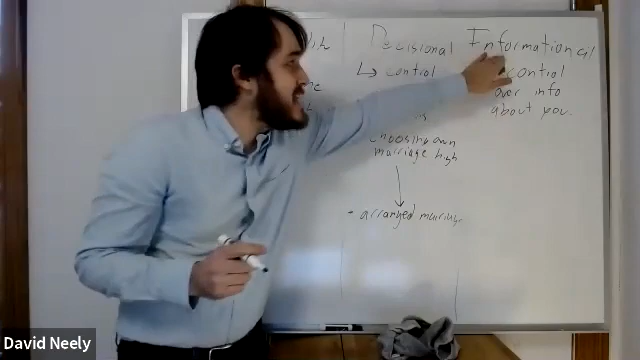 Decisional
↳ control
choosing own
marriage high
- arranged marriage
Informational
control
over info
about you.
David Neely